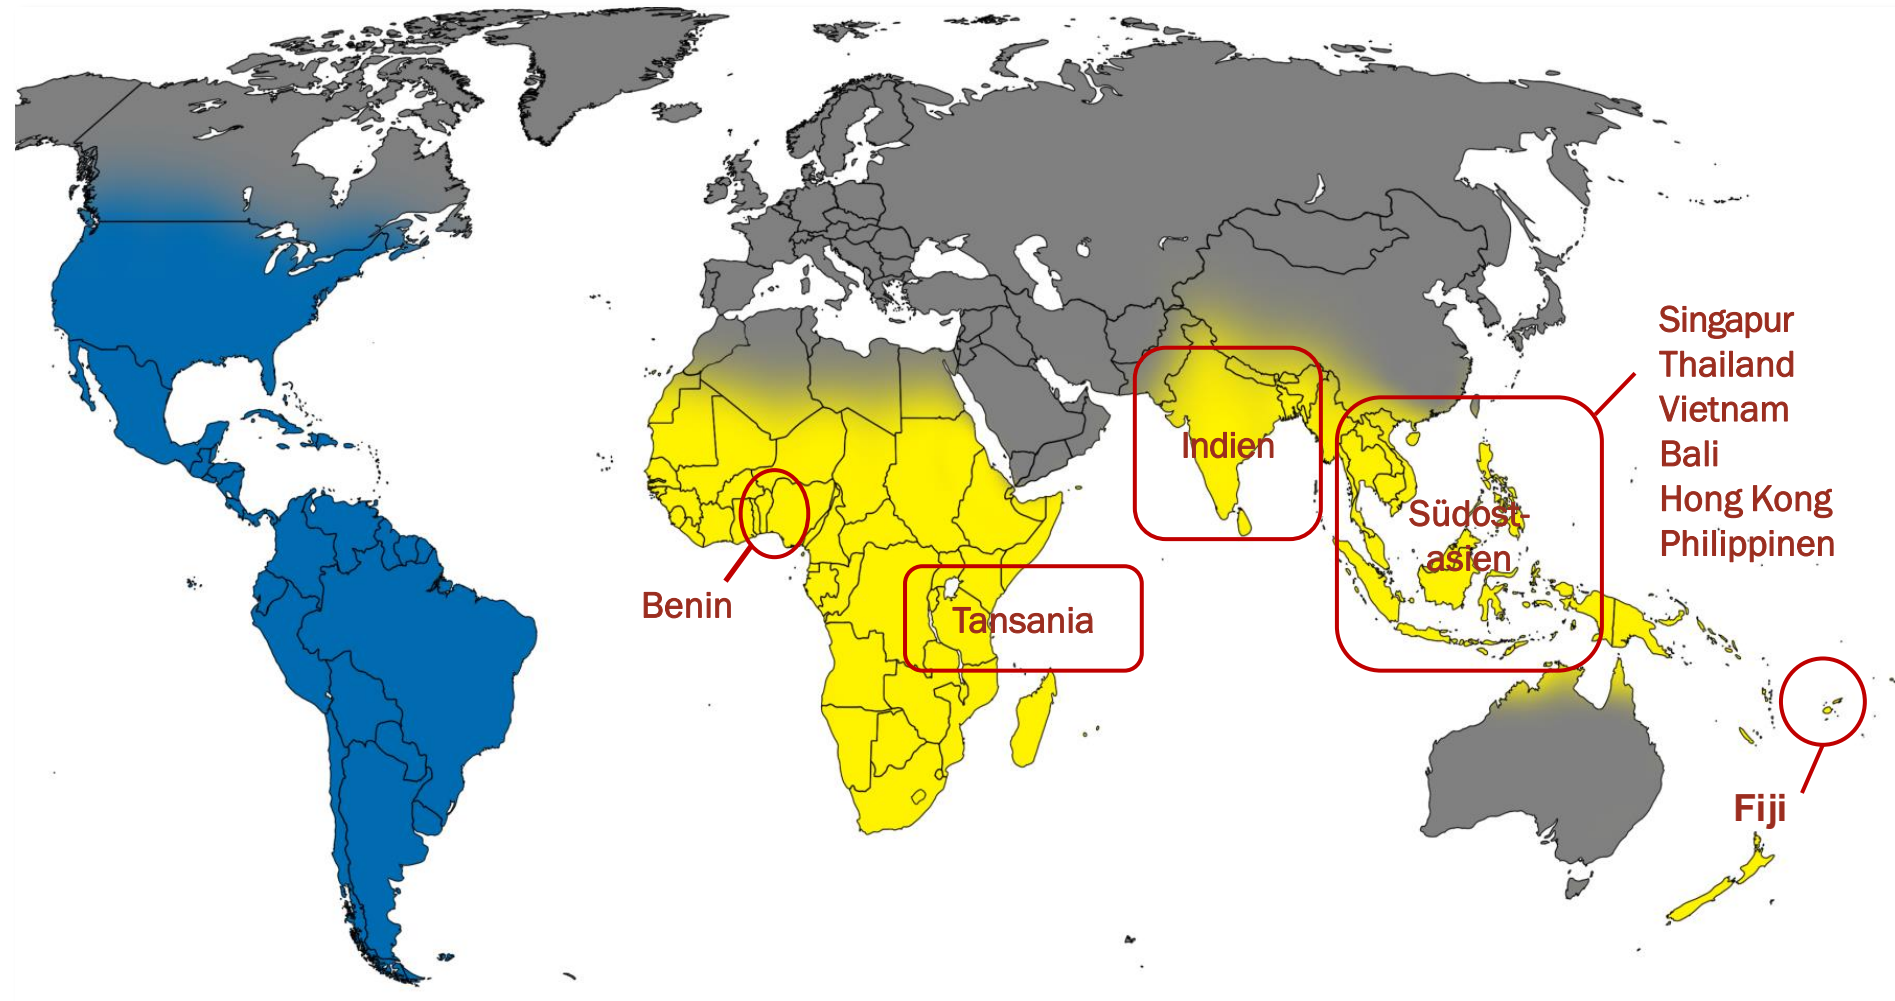 Singapur
Thailand
Vietnam
Bali
Hong Kong
Philippinen
Indien
Südost-
asien
Benin
Tansania
Fiji